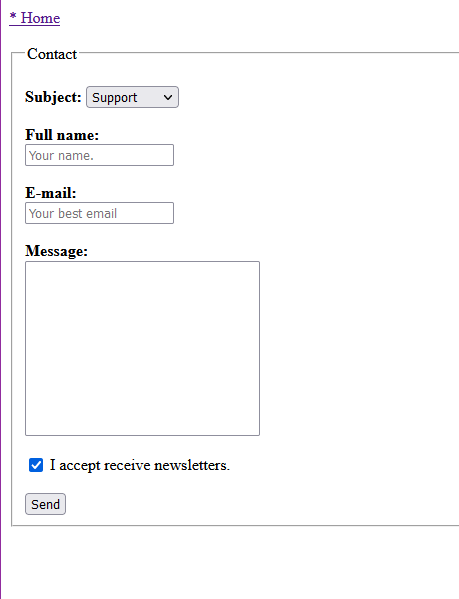 * Home
Contact
Subject: Support
Full name:
Your name.
E-mail:
Your best email
Message:
I accept receive newsletters.
Send